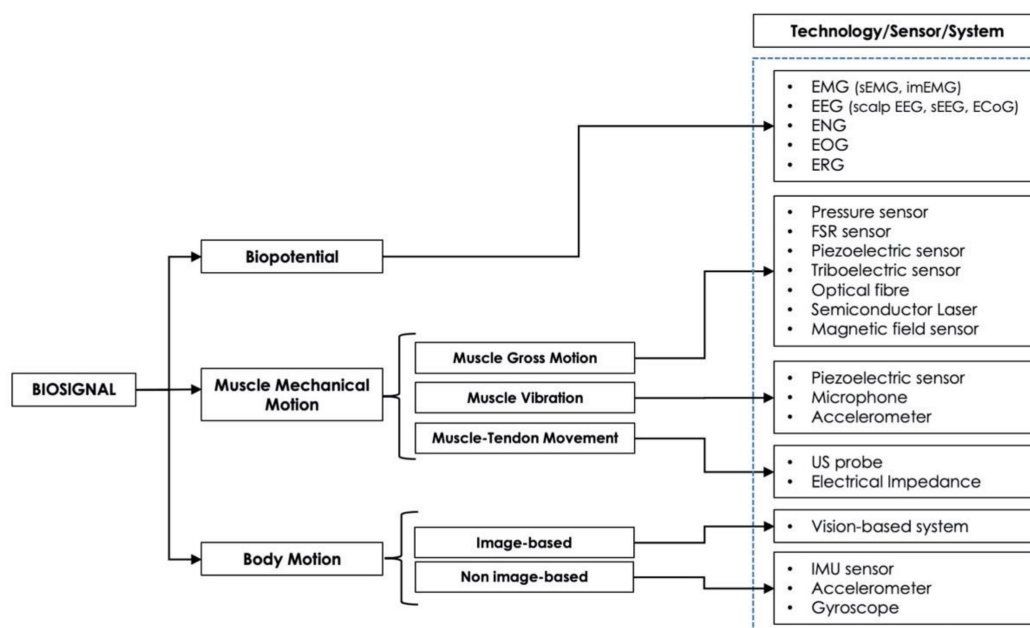 Technology/Sensor/System
• EMG (sEMG, imEMG)
• EEG (scalp EEG, sEEG, ECoG)
• ENG
• EOG
• ERG
• Pressure sensor
• FSR sensor
• Piezoelectric sensor
• Triboelectric sensor
• Optical fibre
• Semiconductor Laser
• Magnetic field sensor
Biopotential
Muscle Gross Motion
BIOSIGNAL
Muscle Mechanical
Motion
Muscle Vibration
• Piezoelectric sensor
• Microphone
• Accelerometer
Muscle-Tendon Movement
• US probe
• Electrical Impedance
Body Motion
Image-based
• Vision-based system
Non image-based
• IMU sensor
• Accelerometer
• Gyroscope